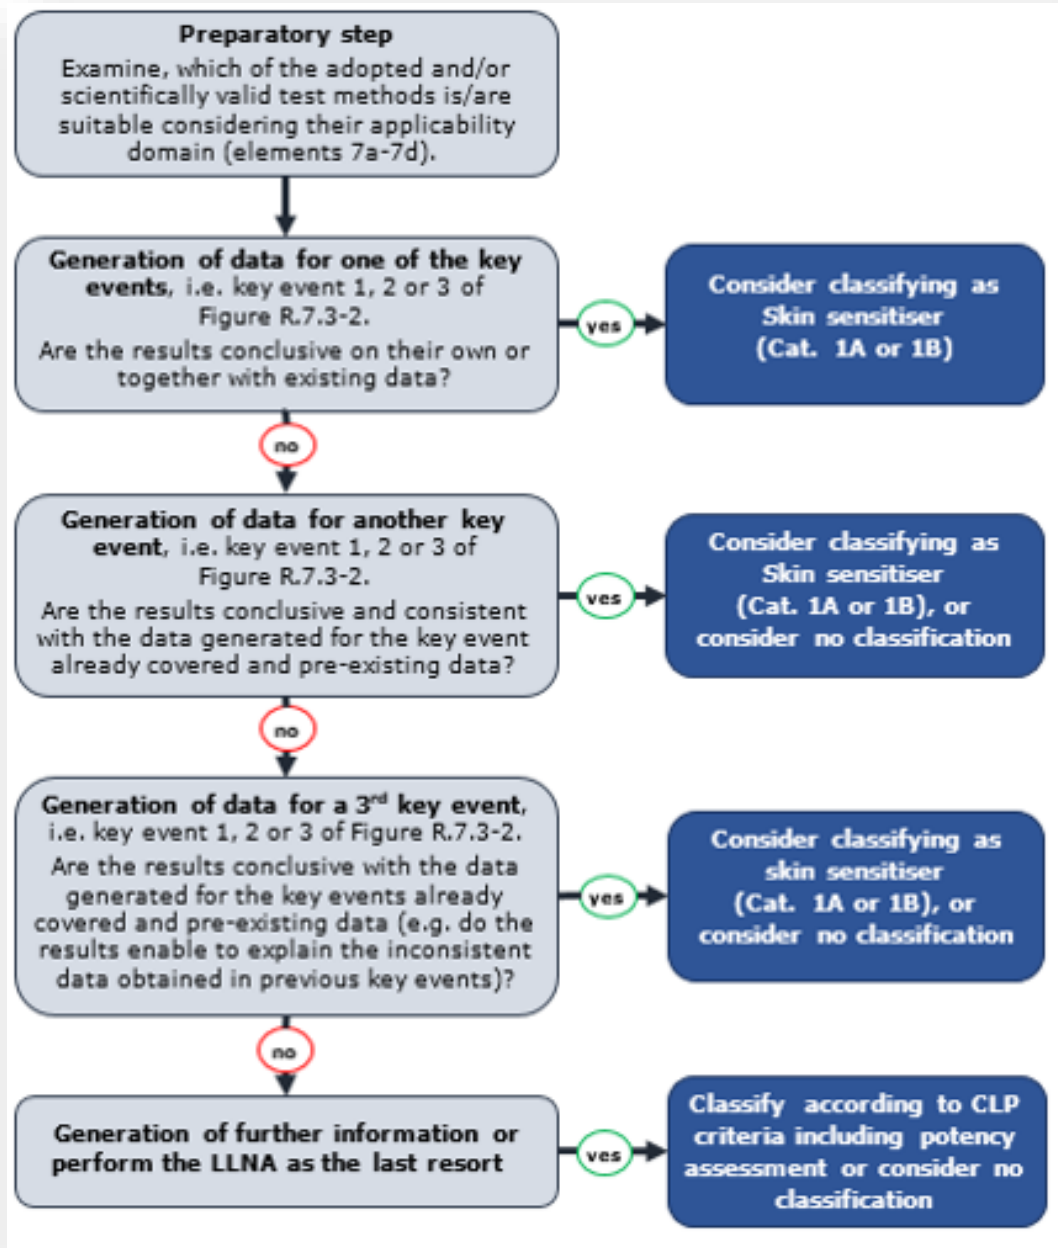 Preparatory step
Examine, which of the adopted and/or
scientifically valid test methods is/are
suitable considering their applicability
domain (elements 7a-7d).
Generation of data for one of the key
events, i.e. key event 1, 2 or 3 of
Figure R.7.3-2.
Are the results conclusive on their own or
together with existing data?
yes
Consider classifying as
Skin sensitiser
(Cat. 1A or 1B)
no
Generation of data for another key
event, i.e. key event 1, 2 or 3 of
Figure R.7.3-2.
Are the results conclusive and consistent
with the data generated for the key event
already covered and pre-existing data?
yes
Consider classifying as
Skin sensitiser
(Cat. 1A or 1B), or
consider no classification
no
Generation of data for a 3rd key event,
i.e. key event 1, 2 or 3 of Figure R.7.3-2.
Are the results conclusive with the data
generated for the key events already
covered and pre-existing data (e.g. do the
results enable to explain the inconsistent
data obtained in previous key events)?
yes
Consider classifying as
skin sensitiser
(Cat. 1A or 1B), or
consider no classification
no
Generation of further information or
perform the LLNA as the last resort
yes
Classify according to CLP
criteria including potency
assessment or consider no
classification